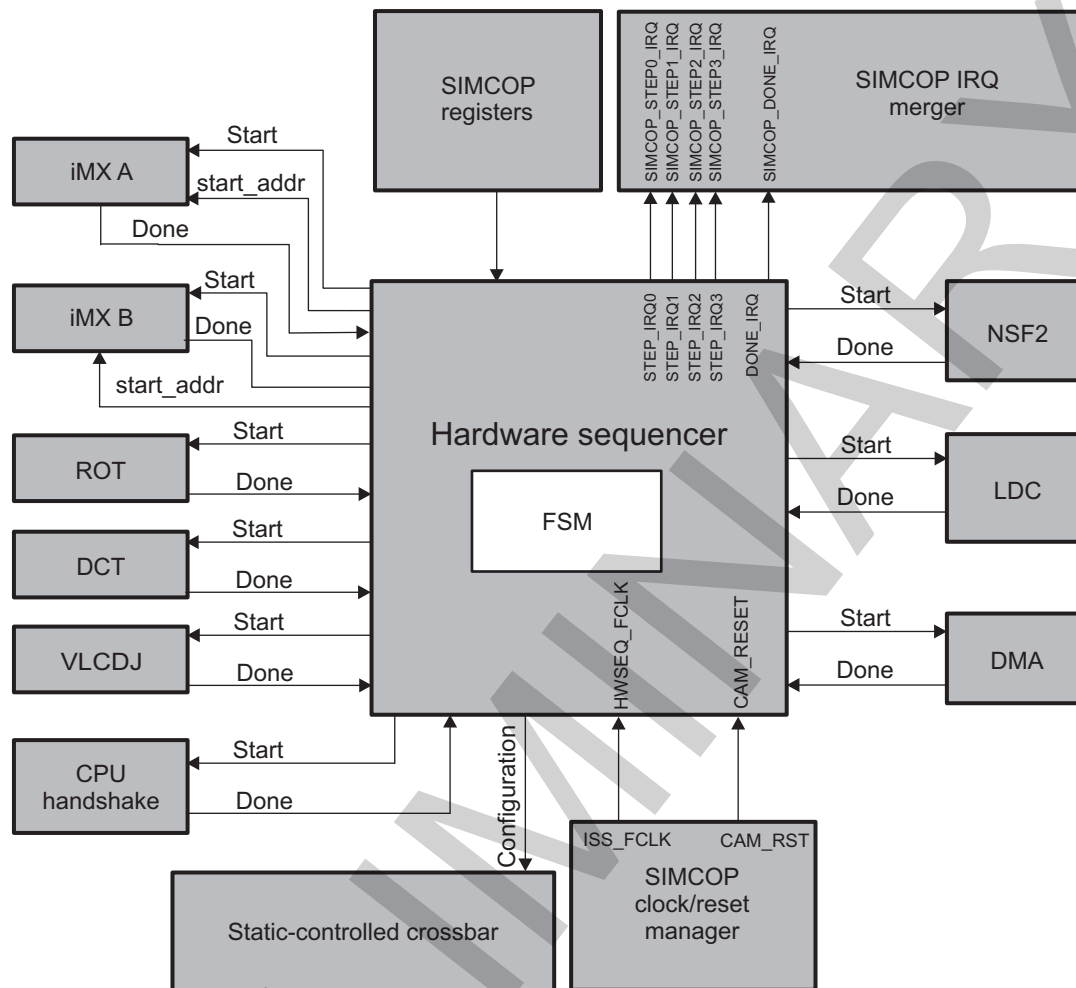 SIMCOP
registers
SIMCOP_STEP0_IRQ
SIMCOP_STEP1_IRQ
SIMCOP_STEP2_IRQ
SIMCOP_STEP3_IRQ
SIMCOP_DONE_IRQ
SIMCOP IRQ
merger
iMX A
Start
start_addr
Done
iMX B
Start
Done
start_addr
ROT
Start
Done
DCT
Start
Done
VLCDJ
Start
Done
CPU
handshake
Start
Done
STEP_IRQ0
STEP_IRQ1
STEP_IRQ2
STEP_IRQ3
DONE_IRQ
Hardware sequencer
FSM
HWSEQ_FCLK
CAM_RESET
Start
Done
NSF2
Start
Done
LDC
Start
Done
DMA
Configuration
Static-controlled crossbar
ISS_FCLK
CAM_RST
SIMCOP
clock/reset
manager
IMINARY